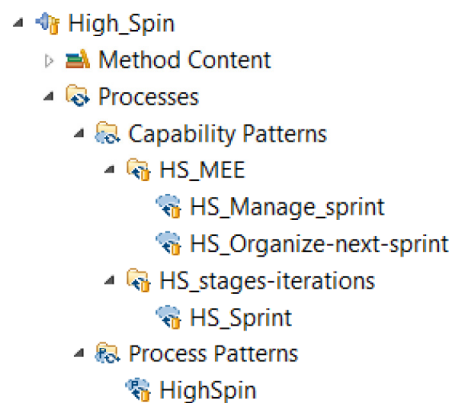 High_Spin
Method Content
Processes
Capability Patterns
HS_MEE
HS_Manage_sprint
HS_Organize-next-sprint
HS_stages-iterations
HS_Sprint
Process Patterns
HighSpin